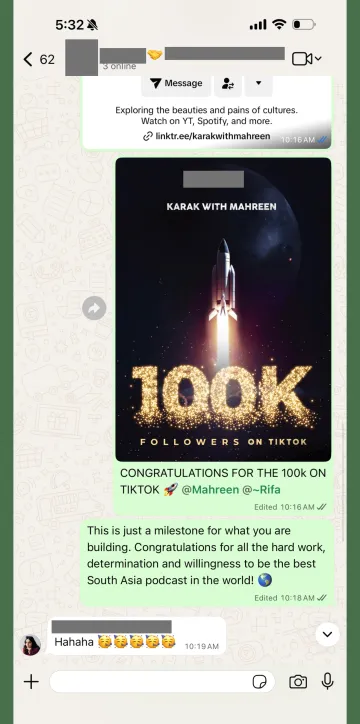 5:32
62
🤝
3 online
Message
Exploring the beauties and pains of cultures.
Watch on YT, Spotify, and more.
linktr.ee/karakwithmahreen
10:16 AM
KARAK WITH MAHREEN
100K
FOLLOWERS ON TIKTOK
CONGRATULATIONS FOR THE 100k ON
TIKTOK 🚀 @Mahreen @~Rifa
Edited 10:16 AM
This is just a milestone for what you are
building. Congratulations for all the hard work,
determination and willingness to be the best
South Asia podcast in the world! 🌎
Edited 10:18 AM
Hahaha 🥳🥳🥳🥳🥳
10:19 AM